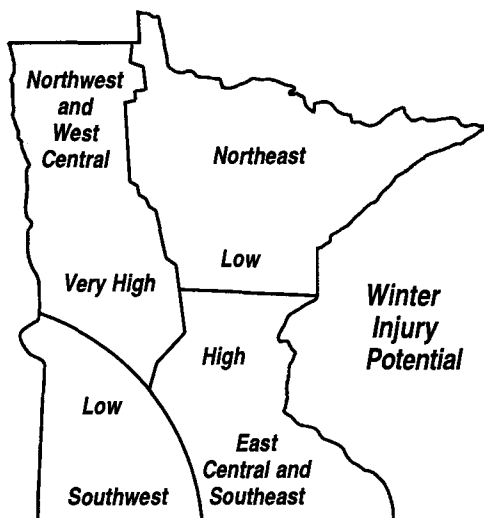 Northwest
and
West
Central
Northeast
Very High
Low
Winter
Injury
Potential
High
Low
East
Central and
Southeast
Southwest